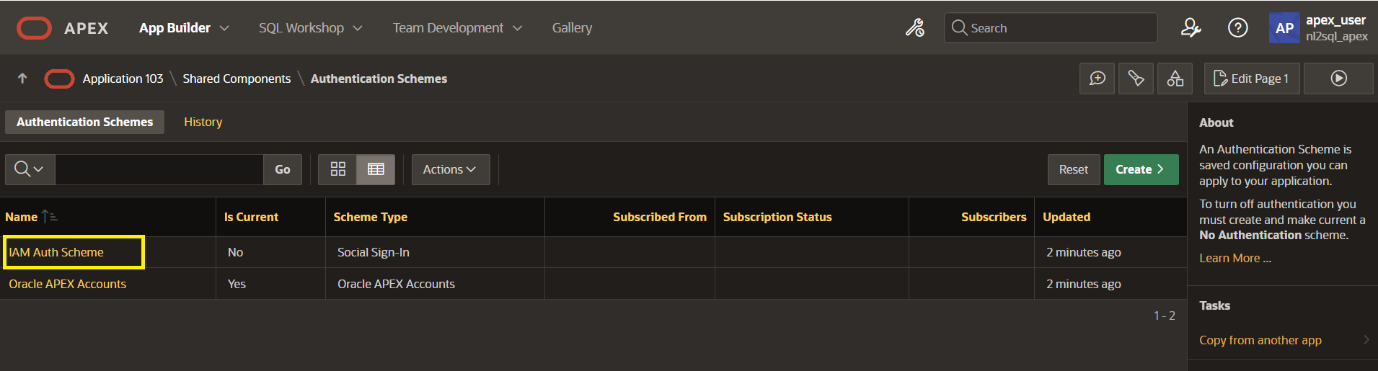 APEX App Builder SQL Workshop Team Development Gallery Search AP apex_user
nl2sql_apex
Application 103 \ Shared Components \ Authentication Schemes Edit Page 1
Authentication Schemes History
Go Actions Reset Create
Name Is Current Scheme Type Subscribed From Subscription Status Subscribers Updated
IAM Auth Scheme No Social Sign-In 2 minutes ago
Oracle APEX Accounts Yes Oracle APEX Accounts 2 minutes ago
1 - 2
About
An Authentication Scheme is
saved configuration you can
apply to your application.
To turn off authentication you
must create and make current a
No Authentication scheme.
Learn More ...
Tasks
Copy from another app